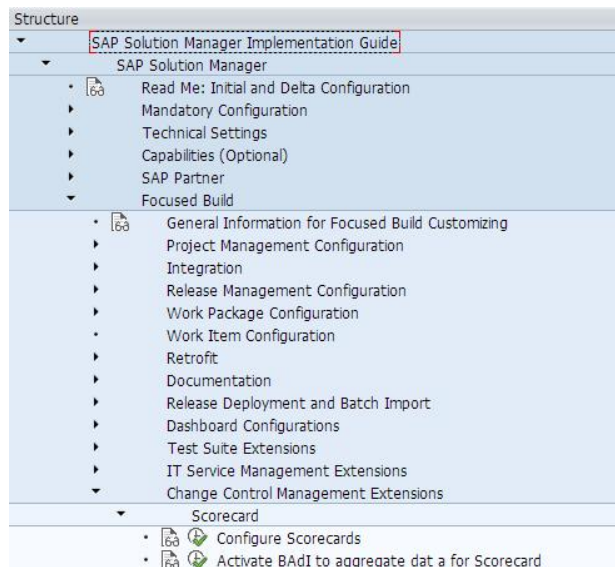 Structure
SAP Solution Manager Implementation Guide
SAP Solution Manager
Read Me: Initial and Delta Configuration
Mandatory Configuration
Technical Settings
Capabilities (Optional)
SAP Partner
Focused Build
General Information for Focused Build Customizing
Project Management Configuration
Integration
Release Management Configuration
Work Package Configuration
Work Item Configuration
Retrofit
Documentation
Release Deployment and Batch Import
Dashboard Configurations
Test Suite Extensions
IT Service Management Extensions
Change Control Management Extensions
Scorecard
Configure Scorecards
Activate BAdI to aggregate dat a for Scorecard